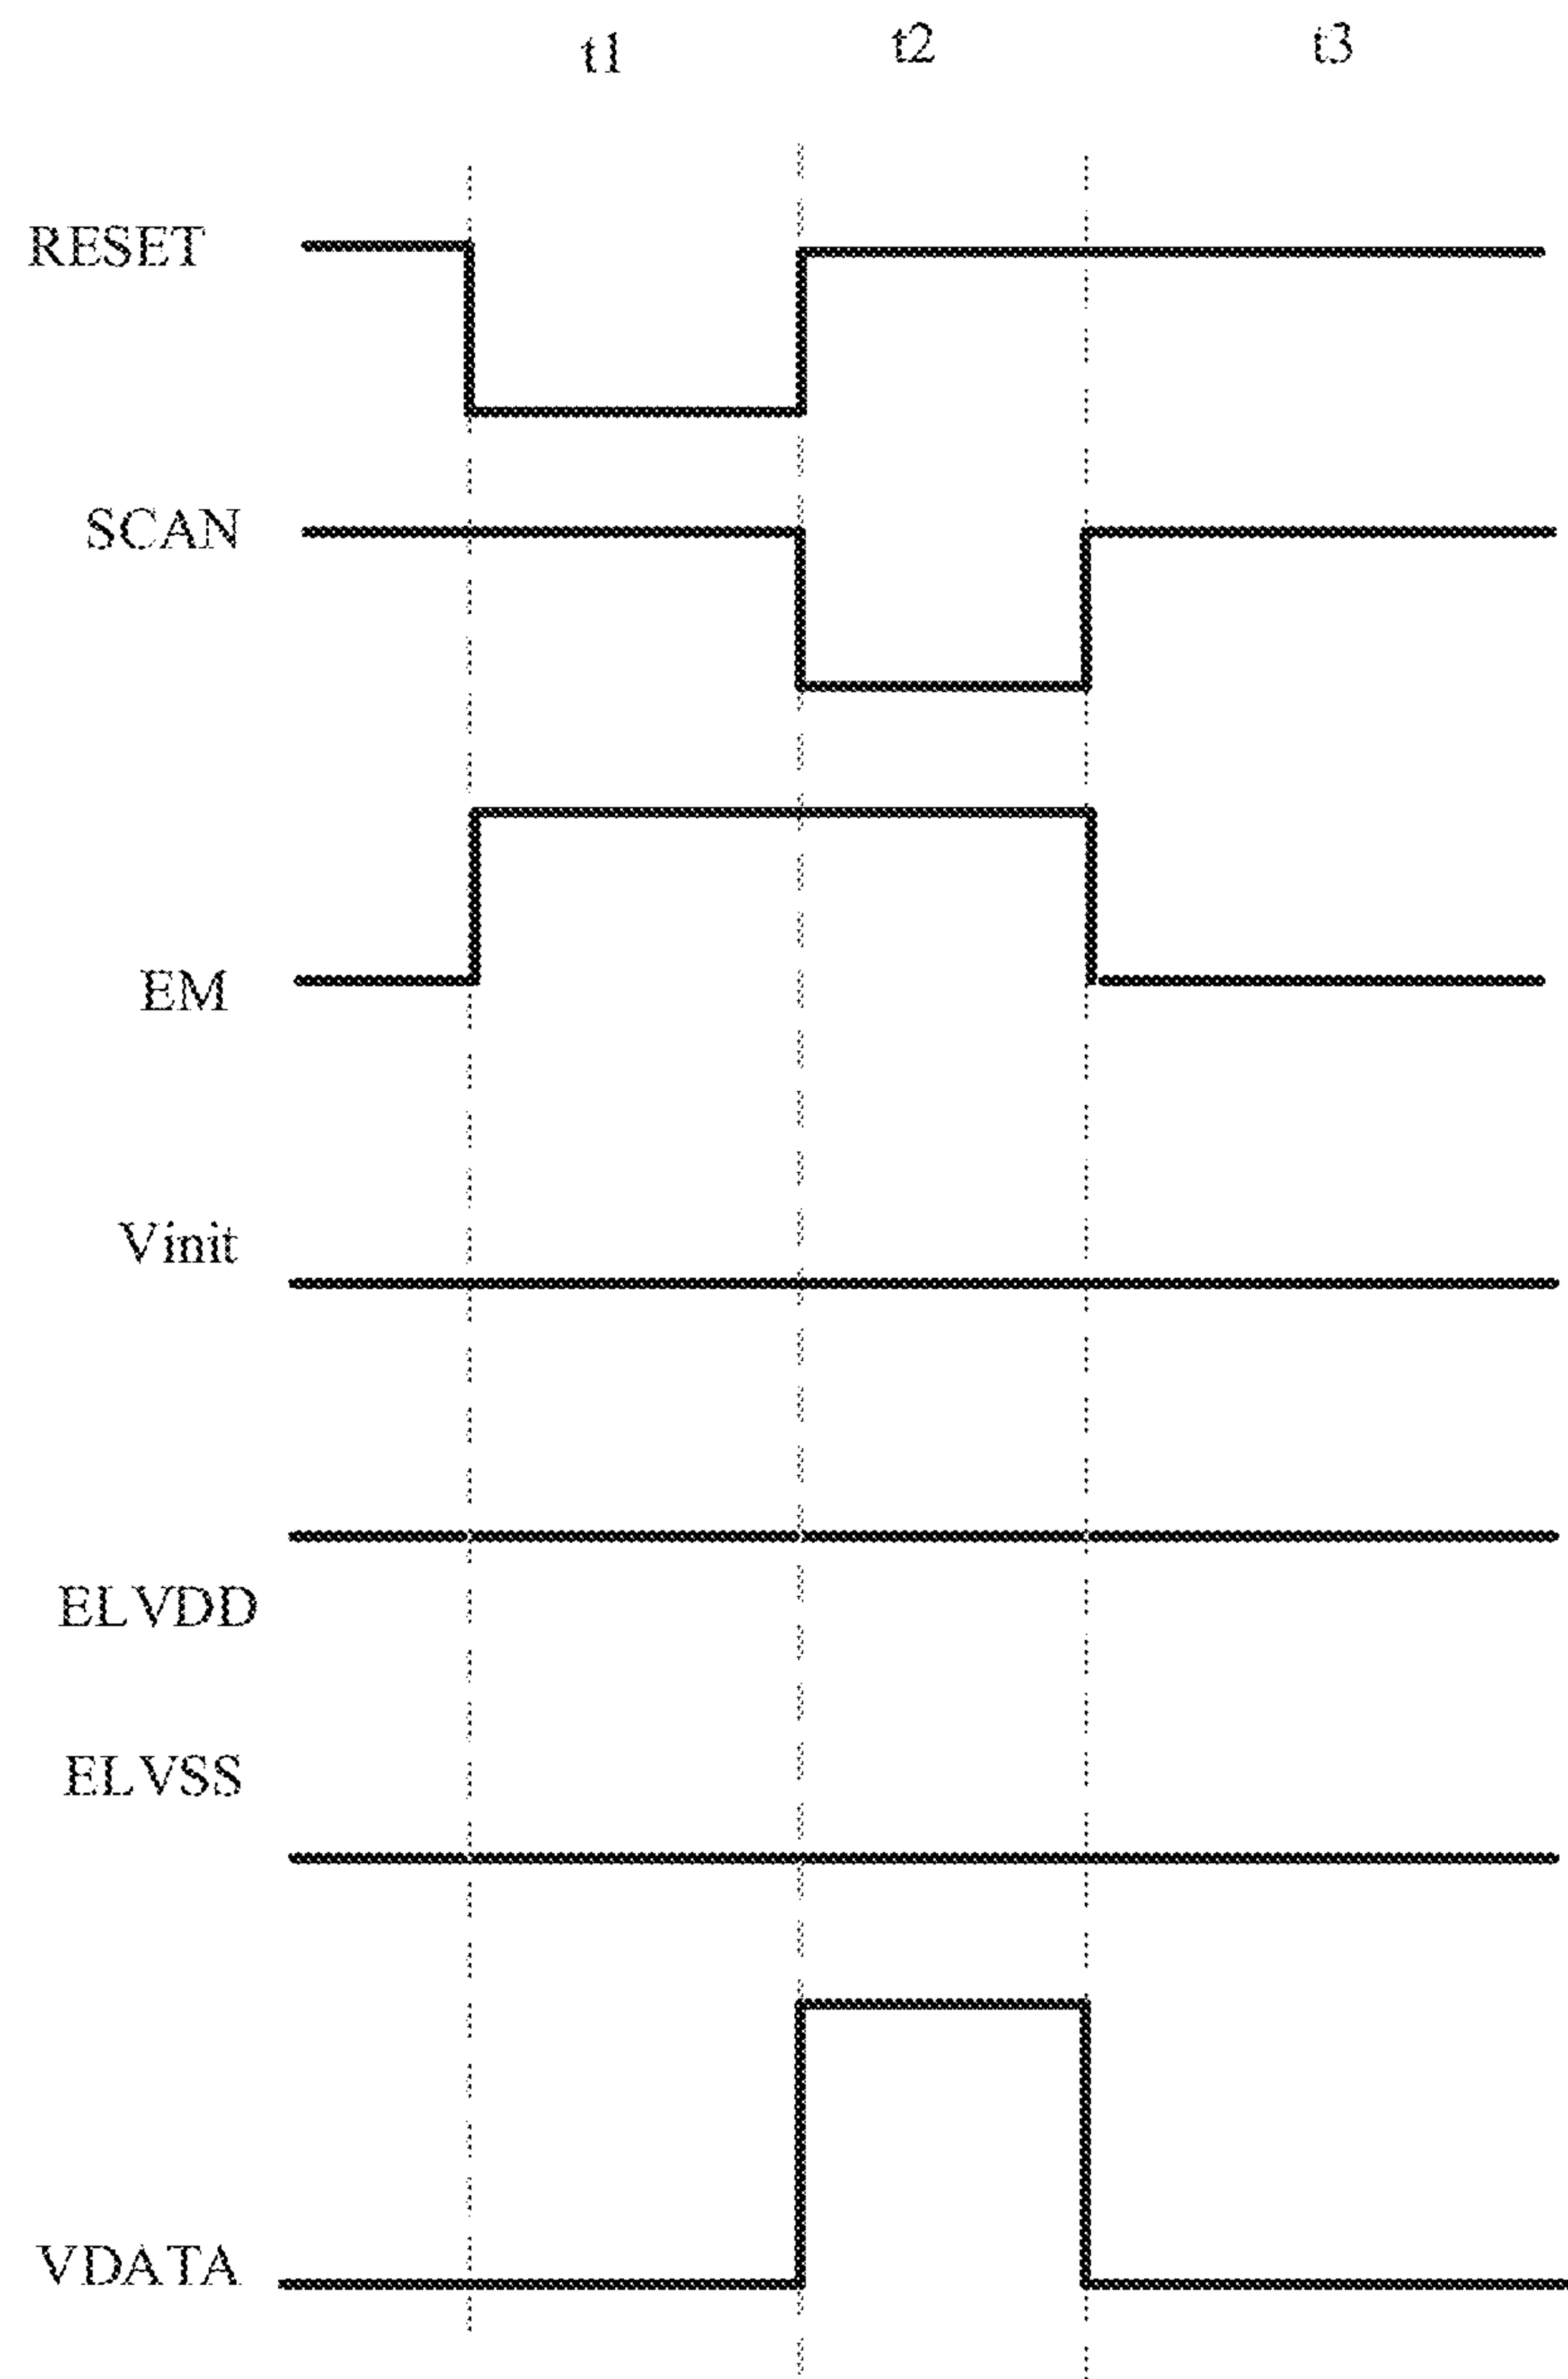 t1 t2 t3
RESET
SCAN
EM
Vinit
ELVDD
ELVSS
VDATA